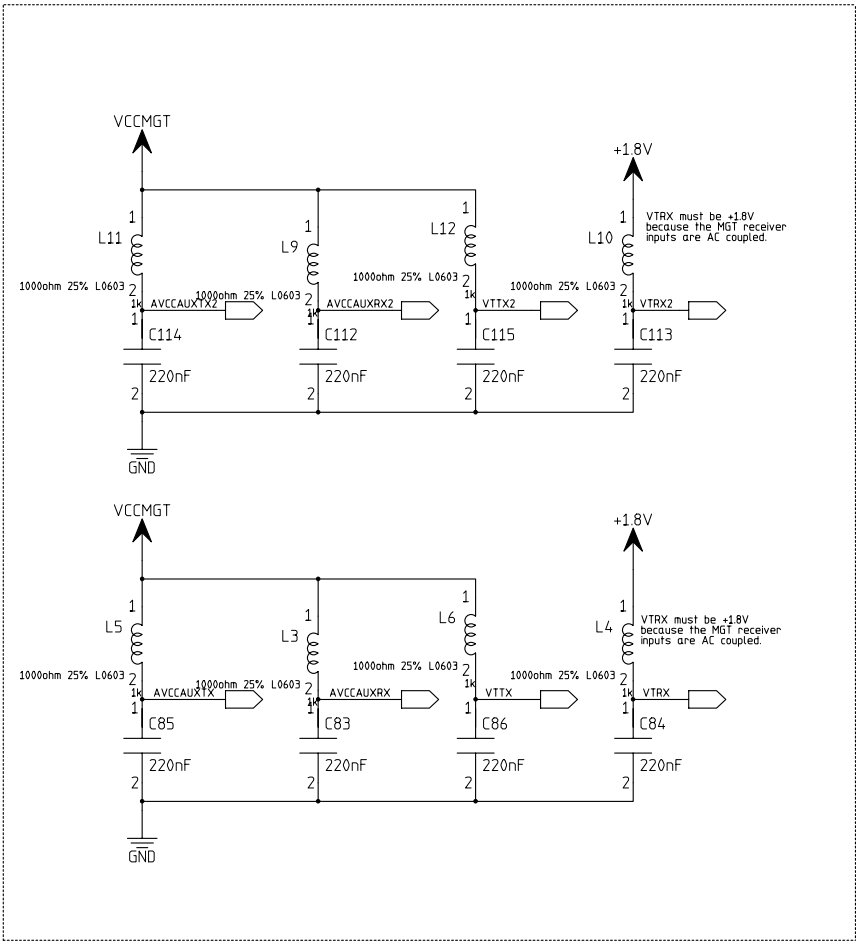 VCCMGT
+1.8V
VTRX must be +1.8V
because the MGT receiver
inputs are AC coupled.
1 1 1 1
L11 L9 L12 L10
1000ohm 25% L0603 1000ohm 25% L0603 1000ohm 25% L0603 1000ohm 25% L0603
2 2 2 2
1k 1k 1k 1k
AVCCAUXTX2 AVCCAUXRX2 VTTX2 VTRX2
1 1 1 1
C114 C112 C115 C113
220nF 220nF 220nF 220nF
2 2 2 2
GND
VCCMGT
+1.8V
VTRX must be +1.8V
because the MGT receiver
inputs are AC coupled.
1 1 1 1
L5 L3 L6 L4
1000ohm 25% L0603 1000ohm 25% L0603 1000ohm 25% L0603 1000ohm 25% L0603
2 2 2 2
1k 1k 1k 1k
AVCCAUXTX AVCCAUXRX VTTX VTRX
1 1 1 1
C85 C83 C86 C84
220nF 220nF 220nF 220nF
2 2 2 2
GND